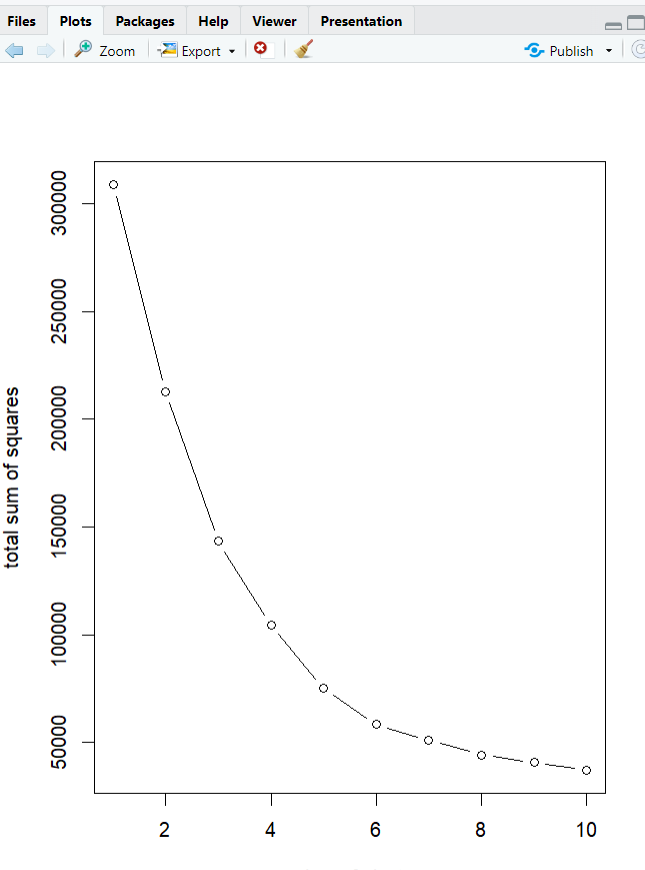 Files Plots Packages Help Viewer Presentation
Zoom Export Publish
total sum of squares
300000
250000
200000
150000
100000
50000
2 4 6 8 10